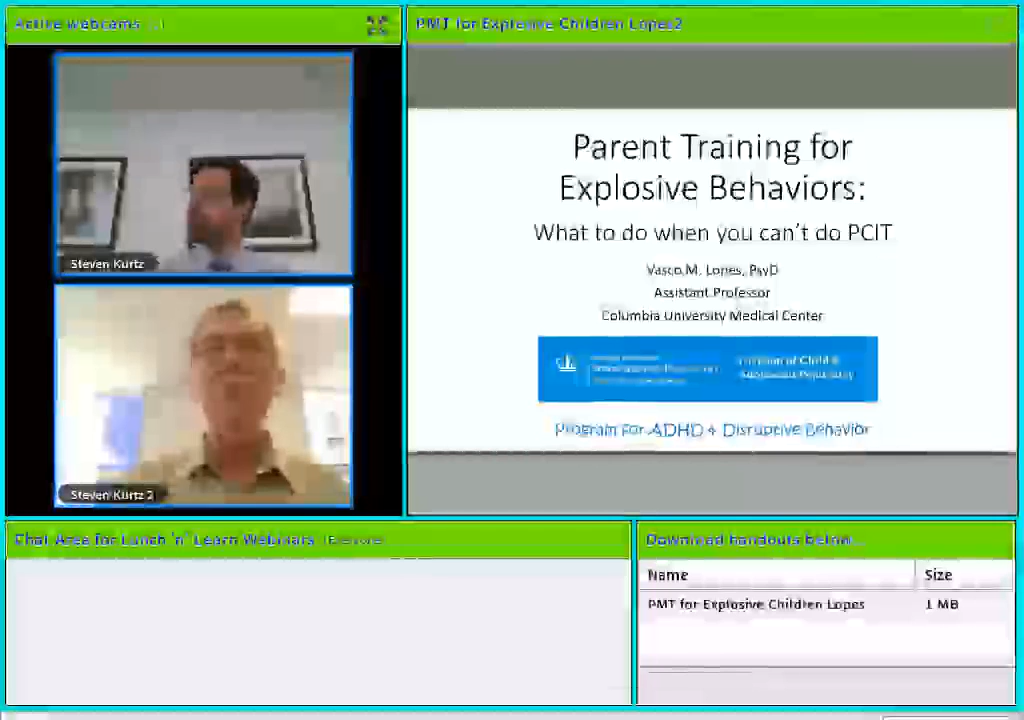 Active Webcams
PMT for Explosive Children Lopes2
Steven Kurtz
Steven Kurtz 2
Parent Training for
Explosive Behaviors:
What to do when you can't do PCIT
Vasco M. Lopes, PsyD
Assistant Professor
Columbia University Medical Center
Program for ADHD + Disruptive Behavior
Chat Area for Lunch 'n' Learn Webinars
Download handouts below...
Name Size
PMT for Explosive Children Lopes 1 MB